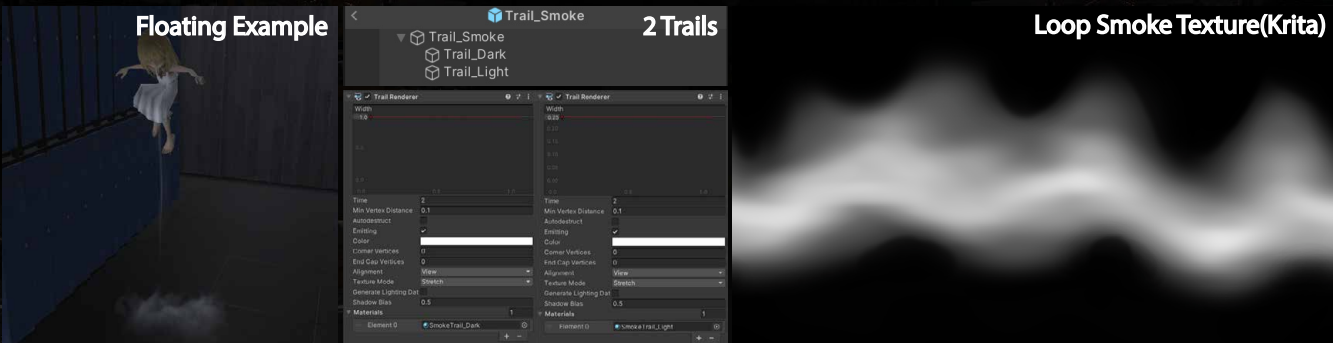 Floating Example
Trail_Smoke
2 Trails
Trail_Smoke
Trail_Dark
Trail_Light
Trail Renderer
Width
1.0
Time 2
Min Vertex Distance 0.1
Autodestruct
Emitting
Color
Corner Vertices 0
End Cap Vertices 0
Alignment View
Texture Mode Stretch
Generate Lighting Dat
Shadow Bias 0.5
Materials 1
Element 0 SmokeTrail_Dark
Trail Renderer
Width
0.23
Time 2
Min Vertex Distance 0.1
Autodestruct
Emitting
Color
Corner Vertices 0
End Cap Vertices 0
Alignment View
Texture Mode Stretch
Generate Lighting Dat
Shadow Bias 0.5
Materials 1
Element 0 SmokeTrail_Light
Loop Smoke Texture(Krita)